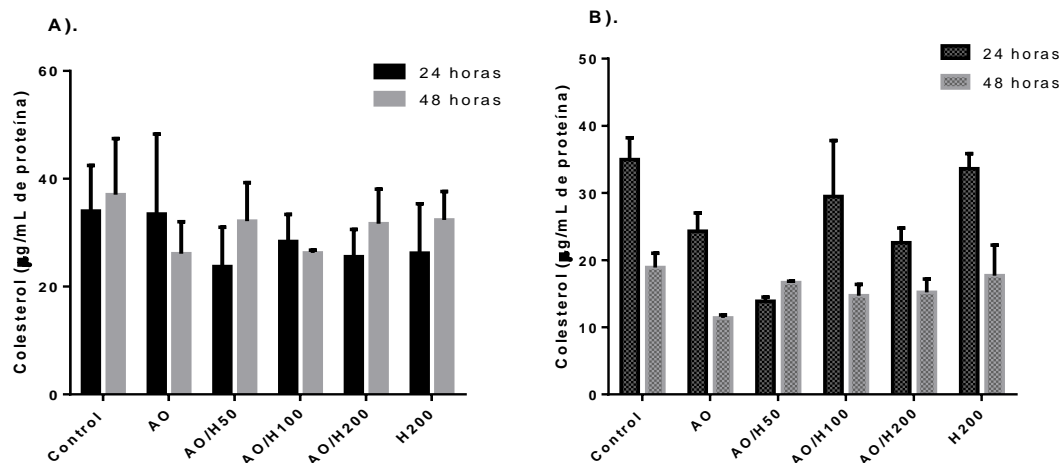 A).
24 horas
48 horas
Colesterol (µg/mL de proteína)
60
40
20
0
Control
AO
AO/H50
AO/H100
AO/H200
H200
B).
24 horas
48 horas
Colesterol (µg/mL de proteína)
50
40
30
20
10
0
Control
AO
AO/H50
AO/H100
AO/H200
H200